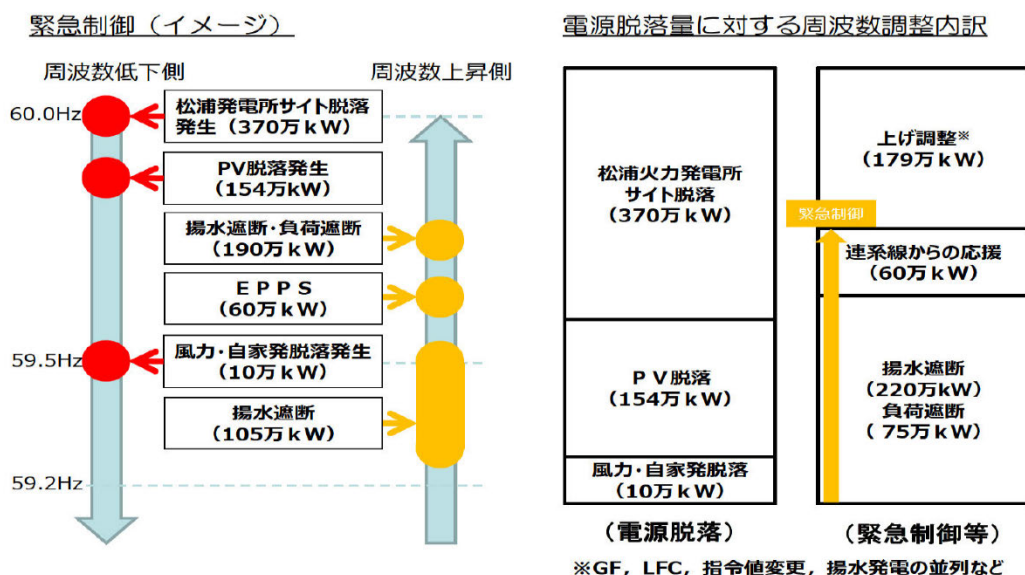 緊急制御（イメージ）
周波数低下側
周波数上昇側
60.0Hz
松浦発電所サイト脱落
発生（370万ｋW）
PV脱落発生
（154万kW）
揚水遮断・負荷遮断
（190万ｋW）
ＥＰＰＳ
（60万ｋW）
59.5Hz
風力・自家発脱落発生
（10万ｋW）
揚水遮断
（105万ｋW）
59.2Hz
電源脱落量に対する周波数調整内訳
松浦火力発電所
サイト脱落
（370万ｋW）
ＰＶ脱落
（154万ｋW）
風力・自家発脱落
（10万ｋW）
（電源脱落）
上げ調整※
（179万ｋW）
緊急制御
連系線からの応援
（60万ｋW）
揚水遮断
（220万kW）
負荷遮断
（ 75万ｋW）
（緊急制御等）
※GF，LFC，指令値変更，揚水発電の並列など